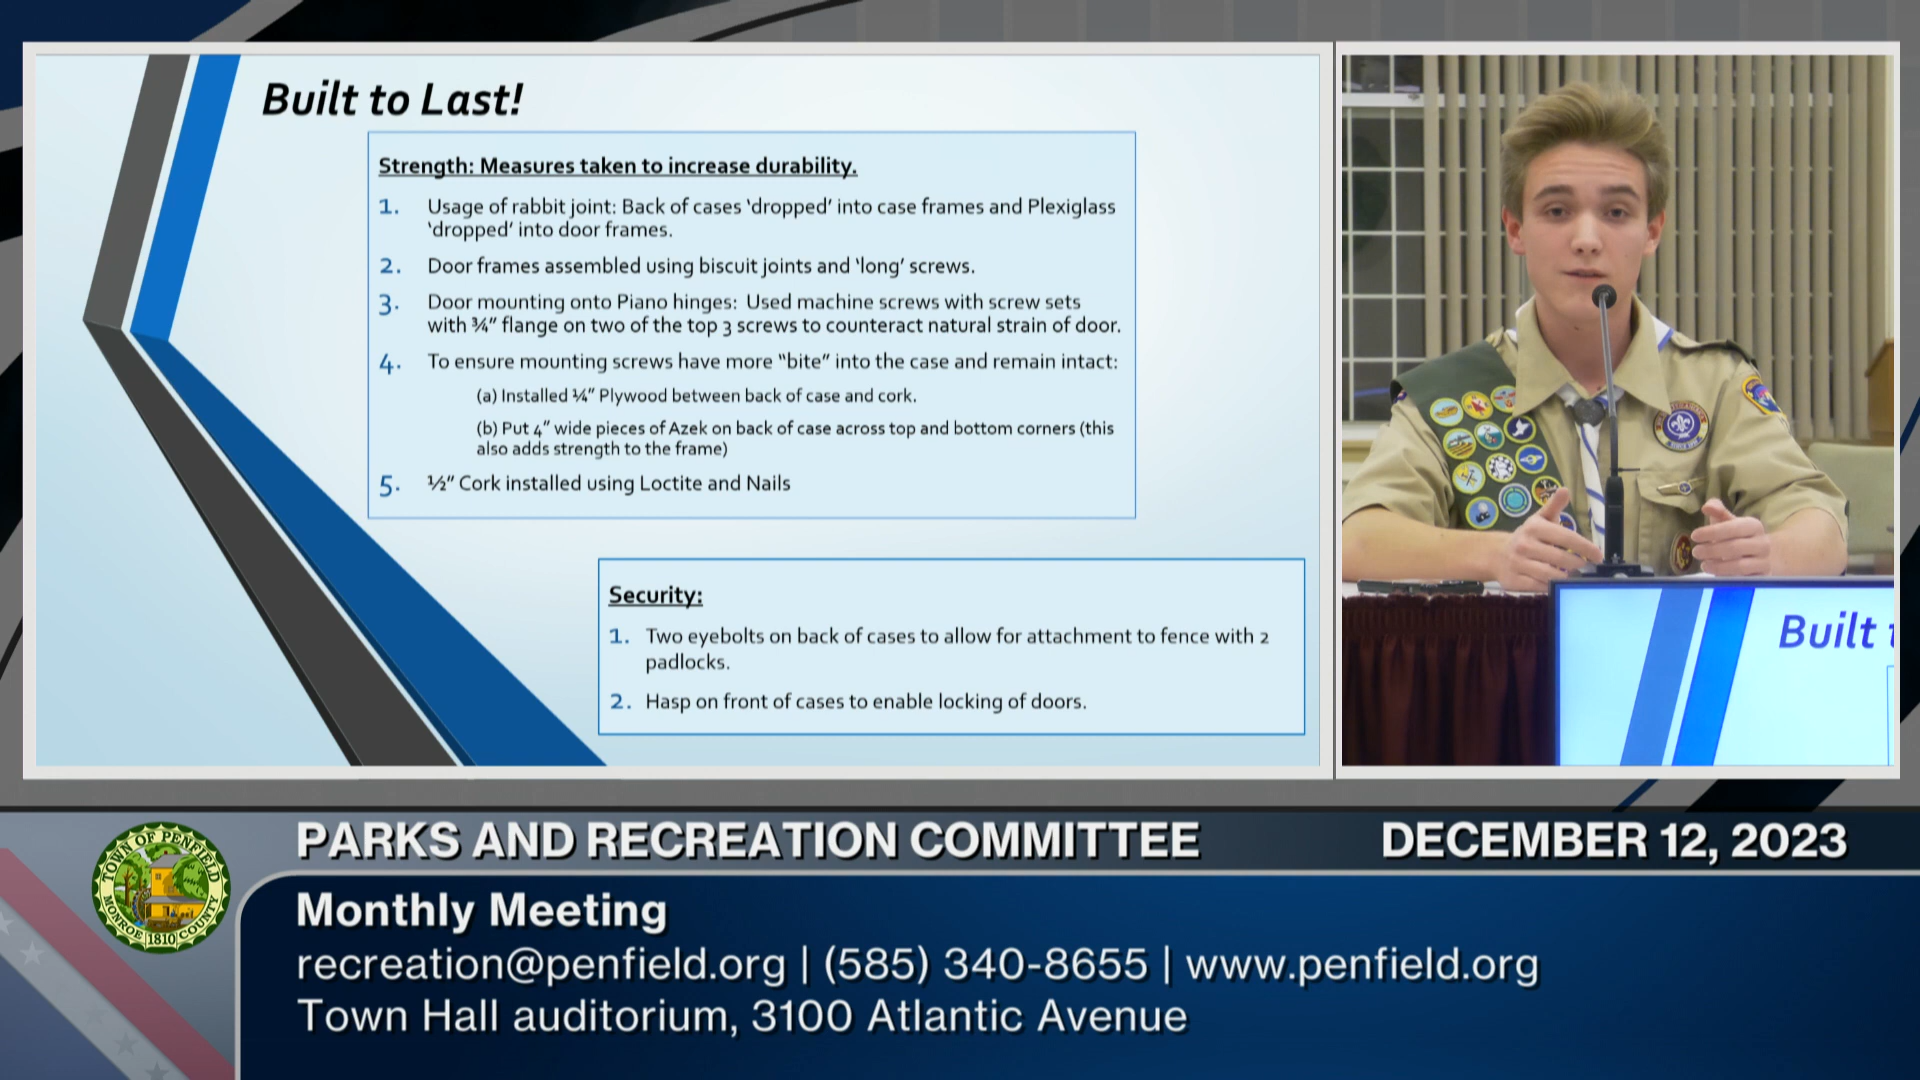 Built to Last!
Strength: Measures taken to increase durability.
1. Usage of rabbit joint: Back of cases ‘dropped’ into case frames and Plexiglass
‘dropped’ into door frames.
2. Door frames assembled using biscuit joints and ‘long’ screws.
3. Door mounting onto Piano hinges: Used machine screws with screw sets
with ¾” flange on two of the top 3 screws to counteract natural strain of door.
4. To ensure mounting screws have more “bite” into the case and remain intact:
(a) Installed ¼” Plywood between back of case and cork.
(b) Put 4” wide pieces of Azek on back of case across top and bottom corners (this
also adds strength to the frame)
5. ½” Cork installed using Loctite and Nails
Security:
1. Two eyebolts on back of cases to allow for attachment to fence with 2
padlocks.
2. Hasp on front of cases to enable locking of doors.
Built
PARKS AND RECREATION COMMITTEE
DECEMBER 12, 2023
TOWN OF PENFIELD
MONROE 1810 COUNTY
Monthly Meeting
recreation@penfield.org | (585) 340-8655 | www.penfield.org
Town Hall auditorium, 3100 Atlantic Avenue